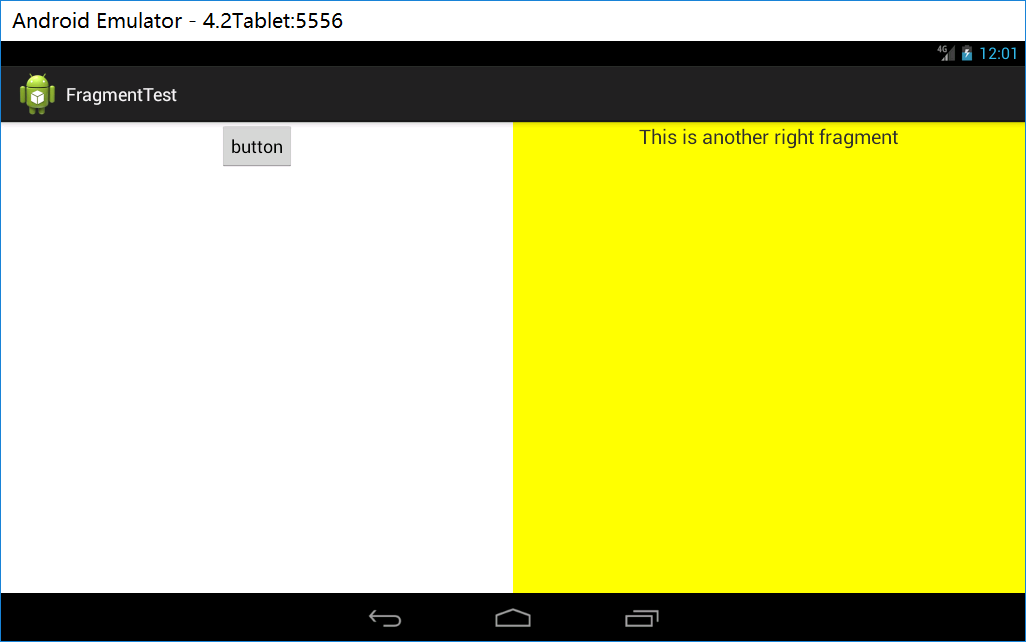 Android Emulator - 4.2Tablet:5556
4G 12:01
FragmentTest
button
This is another right fragment